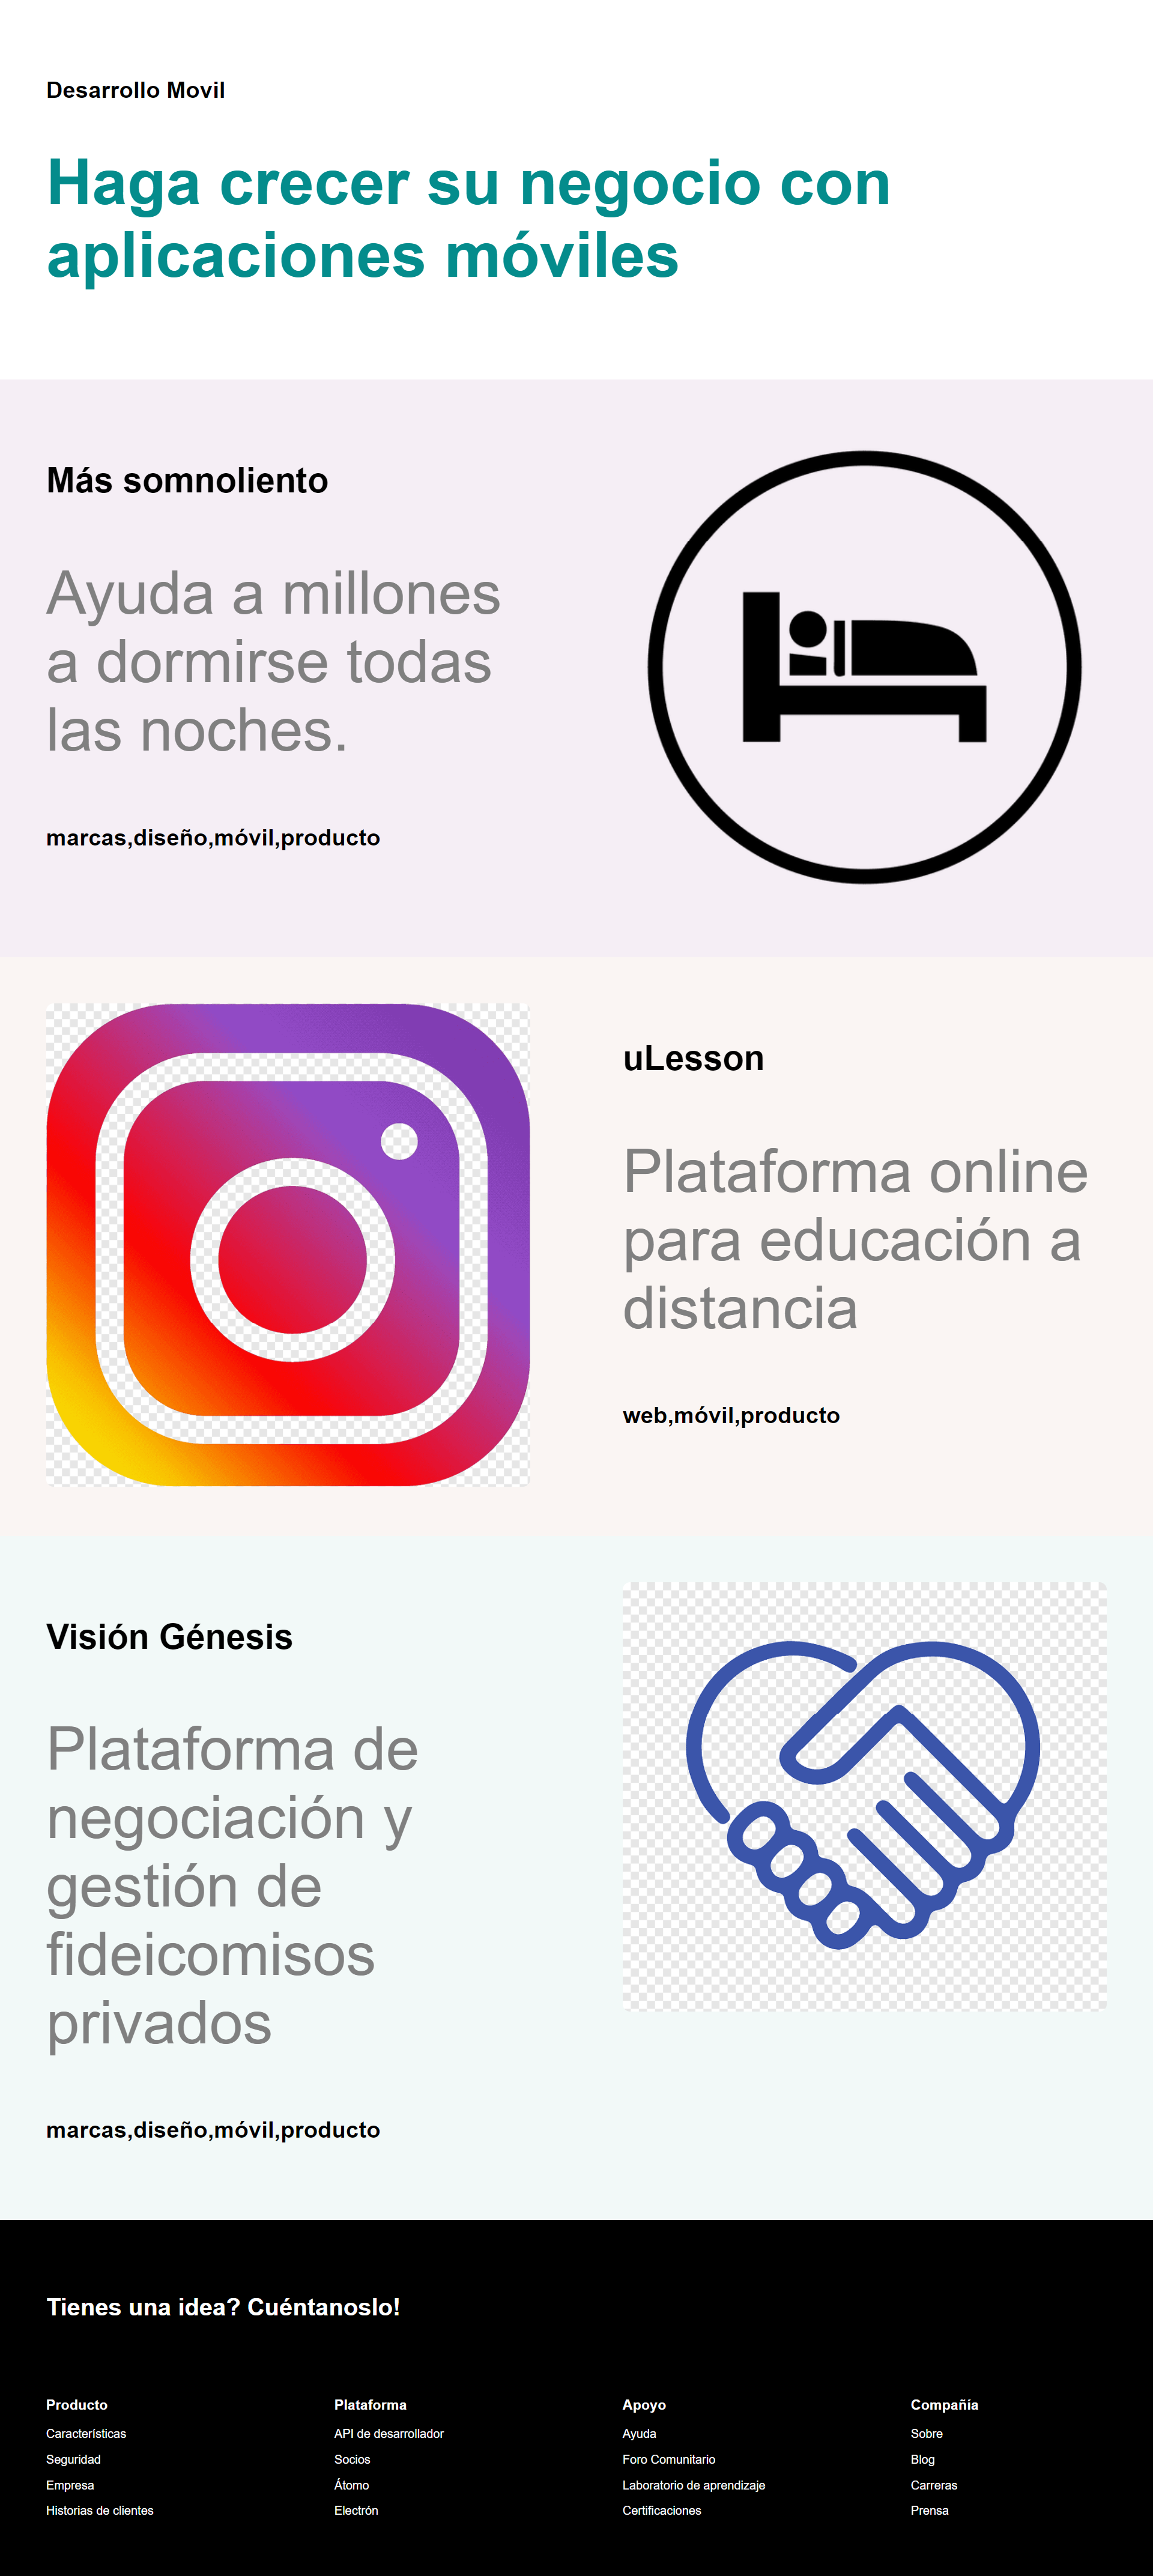 Desarrollo Movil
Haga crecer su negocio con
aplicaciones móviles
Más somnoliento
Ayuda a millones
a dormirse todas
las noches.
marcas,diseño,móvil,producto
uLesson
Plataforma online
para educación a
distancia
web,móvil,producto
Visión Génesis
Plataforma de
negociación y
gestión de
fideicomisos
privados
marcas,diseño,móvil,producto
Tienes una idea? Cuéntanoslo!
Producto
Características
Seguridad
Empresa
Historias de clientes
Plataforma
API de desarrollador
Socios
Átomo
Electrón
Apoyo
Ayuda
Foro Comunitario
Laboratorio de aprendizaje
Certificaciones
Compañía
Sobre
Blog
Carreras
Prensa